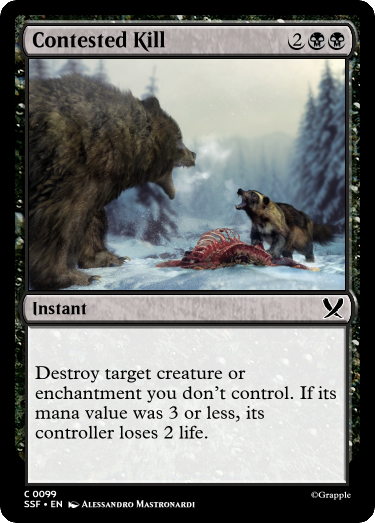 Contested Kill 2
Instant
Destroy target creature or
enchantment you don't control. If its
mana value was 3 or less, its
controller loses 2 life.
C 0099
SSF • EN Alessandro Mastronardi
©Grapple